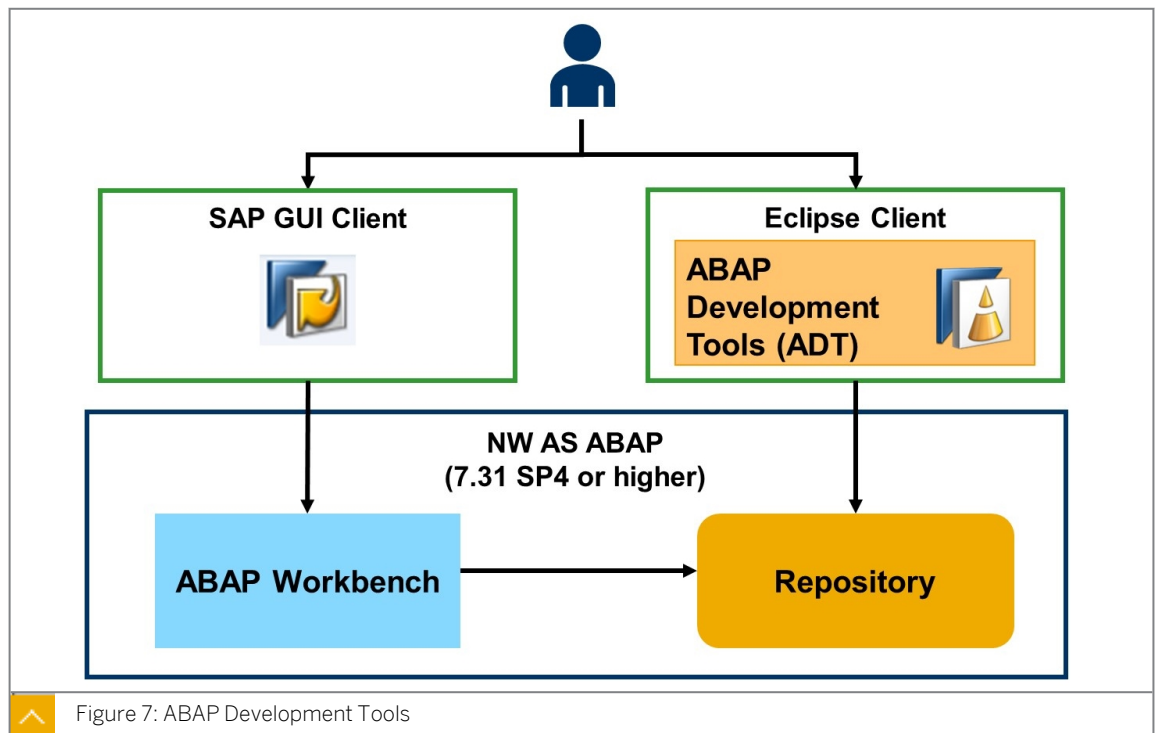 SAP GUI Client
Eclipse Client
ABAP
Development
Tools (ADT)
NW AS ABAP
(7.31 SP4 or higher)
ABAP Workbench
Repository
Figure 7: ABAP Development Tools